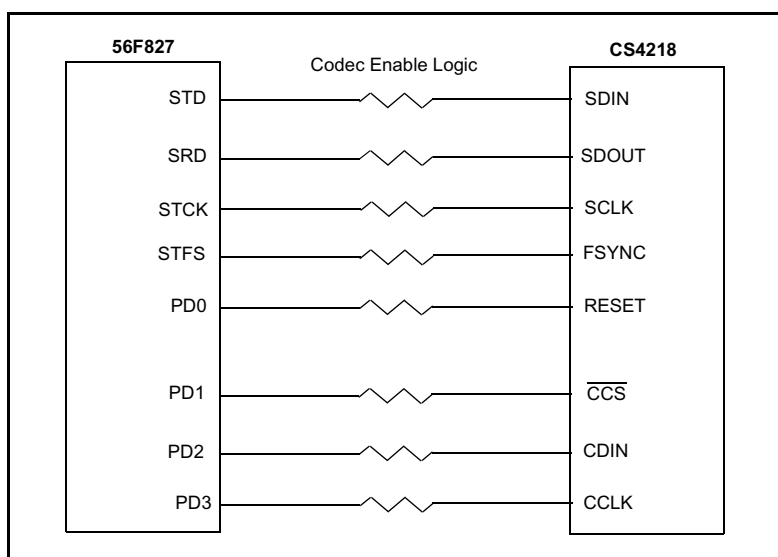 56F827
Codec Enable Logic
CS4218
STD
SDIN
SRD
SDOUT
STCK
SCLK
STFS
FSYNC
PD0
RESET
PD1
CCS
PD2
CDIN
PD3
CCLK